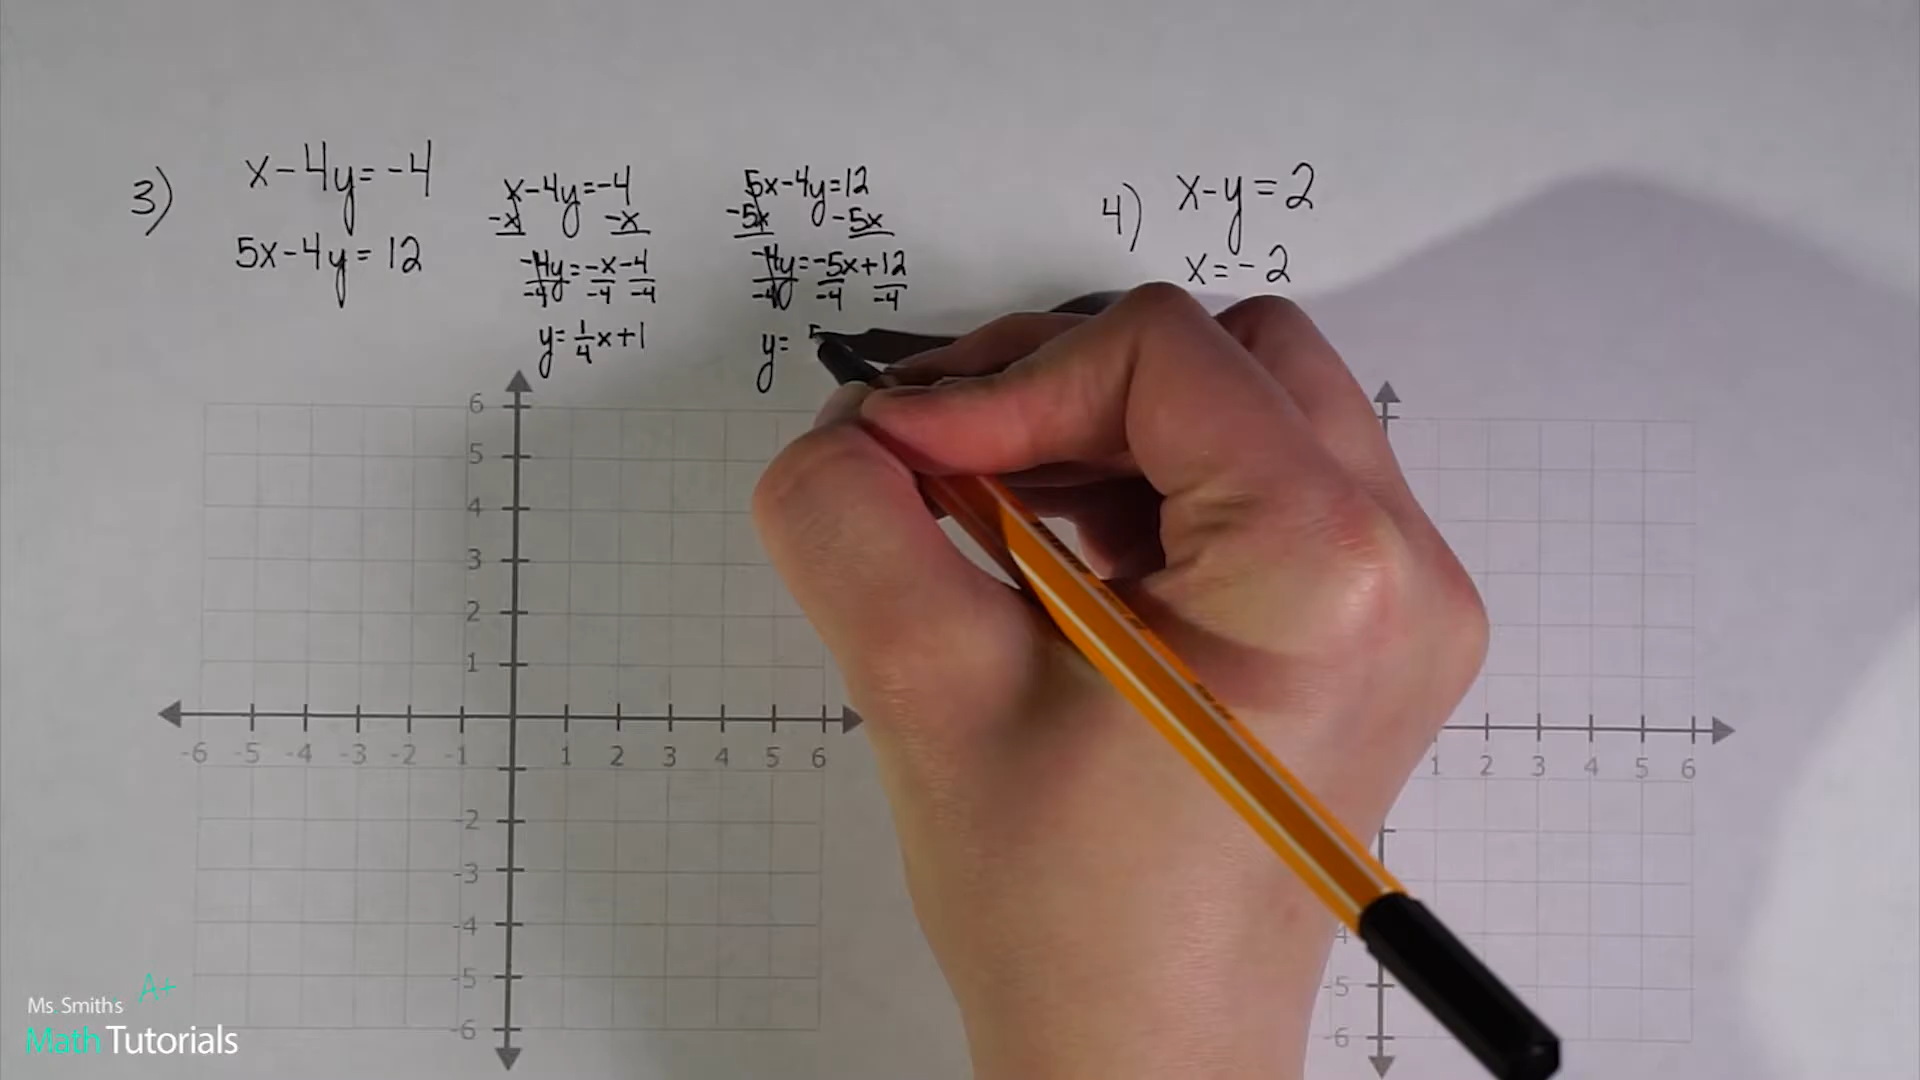 3)
x-4y=-4
5x-4y=12
x-4y=-4
-x -x
-4y=-x-4
-4 -4 -4
y=1/4x+1
5x-4y=12
-5x -5x
-4y=-5x+12
-4 -4 -4
y= 5
4)
x-y=2
x=-2
6
5
4
3
2
1
-6 -5 -4 -3 -2 -1 1 2 3 4 5 6
-2
-3
-4
-5
-6
1 2 3 4 5 6
4
-5
-6
Ms. Smith's A+
Math Tutorials